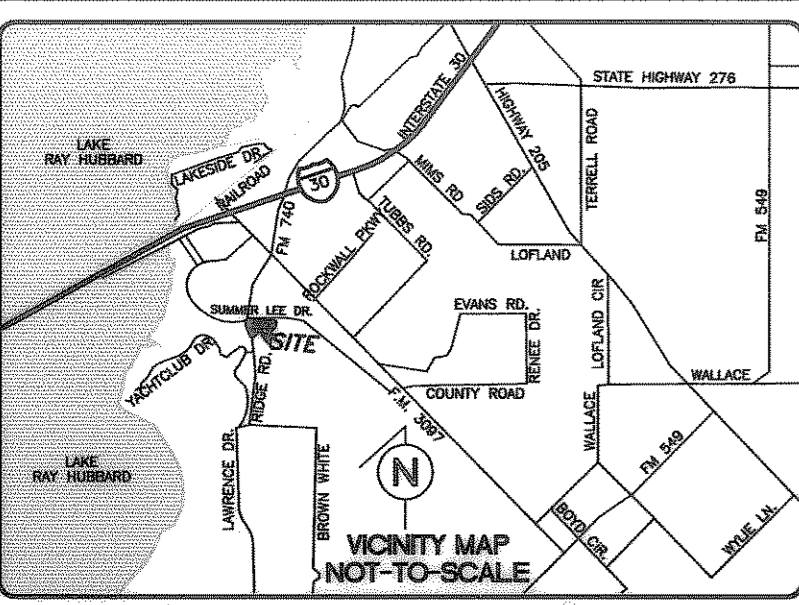 STATE HIGHWAY 276
INTERSTATE 30
HIGHWAY 205
TERRELL ROAD
FM 549
LAKE
RAY HUBBARD
LAKESIDE DR.
RAILROAD
30
FM 740
MIMS RD
SIDS RD.
TUBBS RD.
ROCKWALL PKWY
LOFLAND
LOFLAND CIR
EVANS RD.
RENEE DR.
SUMMER LEE DR.
SITE
YACHTCLUB DR
RIDGE RD.
COUNTY ROAD
F.M. 3097
WALLACE
WALLACE
FM 549
LAKE
RAY HUBBARD
LAWRENCE DR.
BROWN WHITE
N
BOYD CIR.
WYLIE LN.
VICINITY MAP
NOT-TO-SCALE